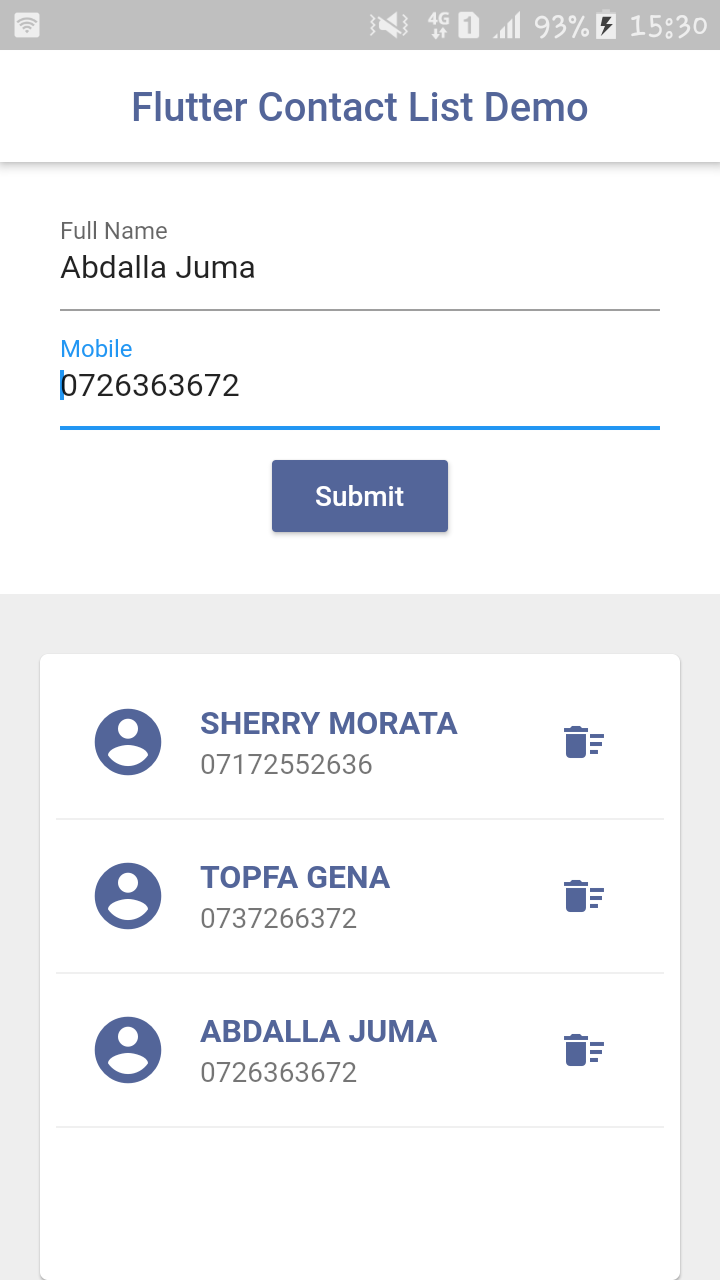 4G 1 93% 15:30
Flutter Contact List Demo
Full Name
Abdalla Juma
Mobile
0726363672
Submit
SHERRY MORATA
07172552636
TOPFA GENA
0737266372
ABDALLA JUMA
0726363672